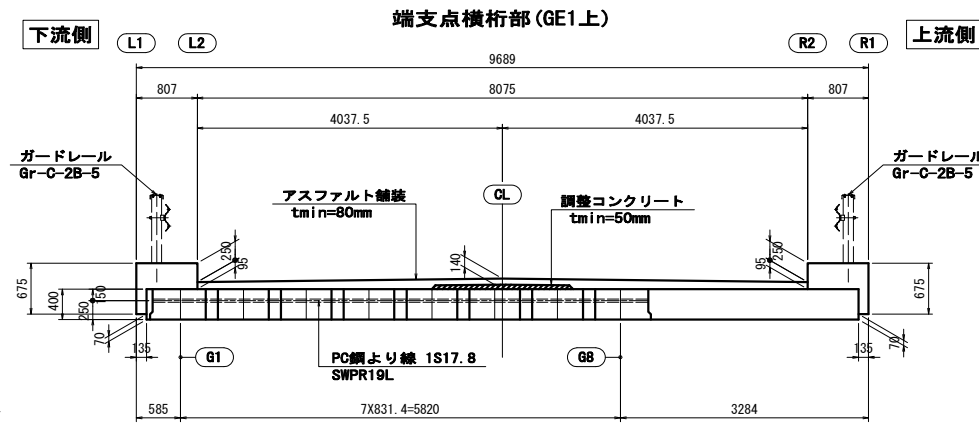 端支点横桁部(GE1上)
下流側
L1
L2
R2
R1
上流側
9689
807
8075
807
4037.5
4037.5
ガードレール
Gr-C-2B-5
アスファルト舗装
tmin=80mm
CL
調整コンクリート
tmin=50mm
ガードレール
Gr-C-2B-5
250
95
140
95
250
675
400
150
250
675
70
135
G1
PC鋼より線 1S17.8
SWPR19L
G8
135
70
585
7X831.4=5820
3284